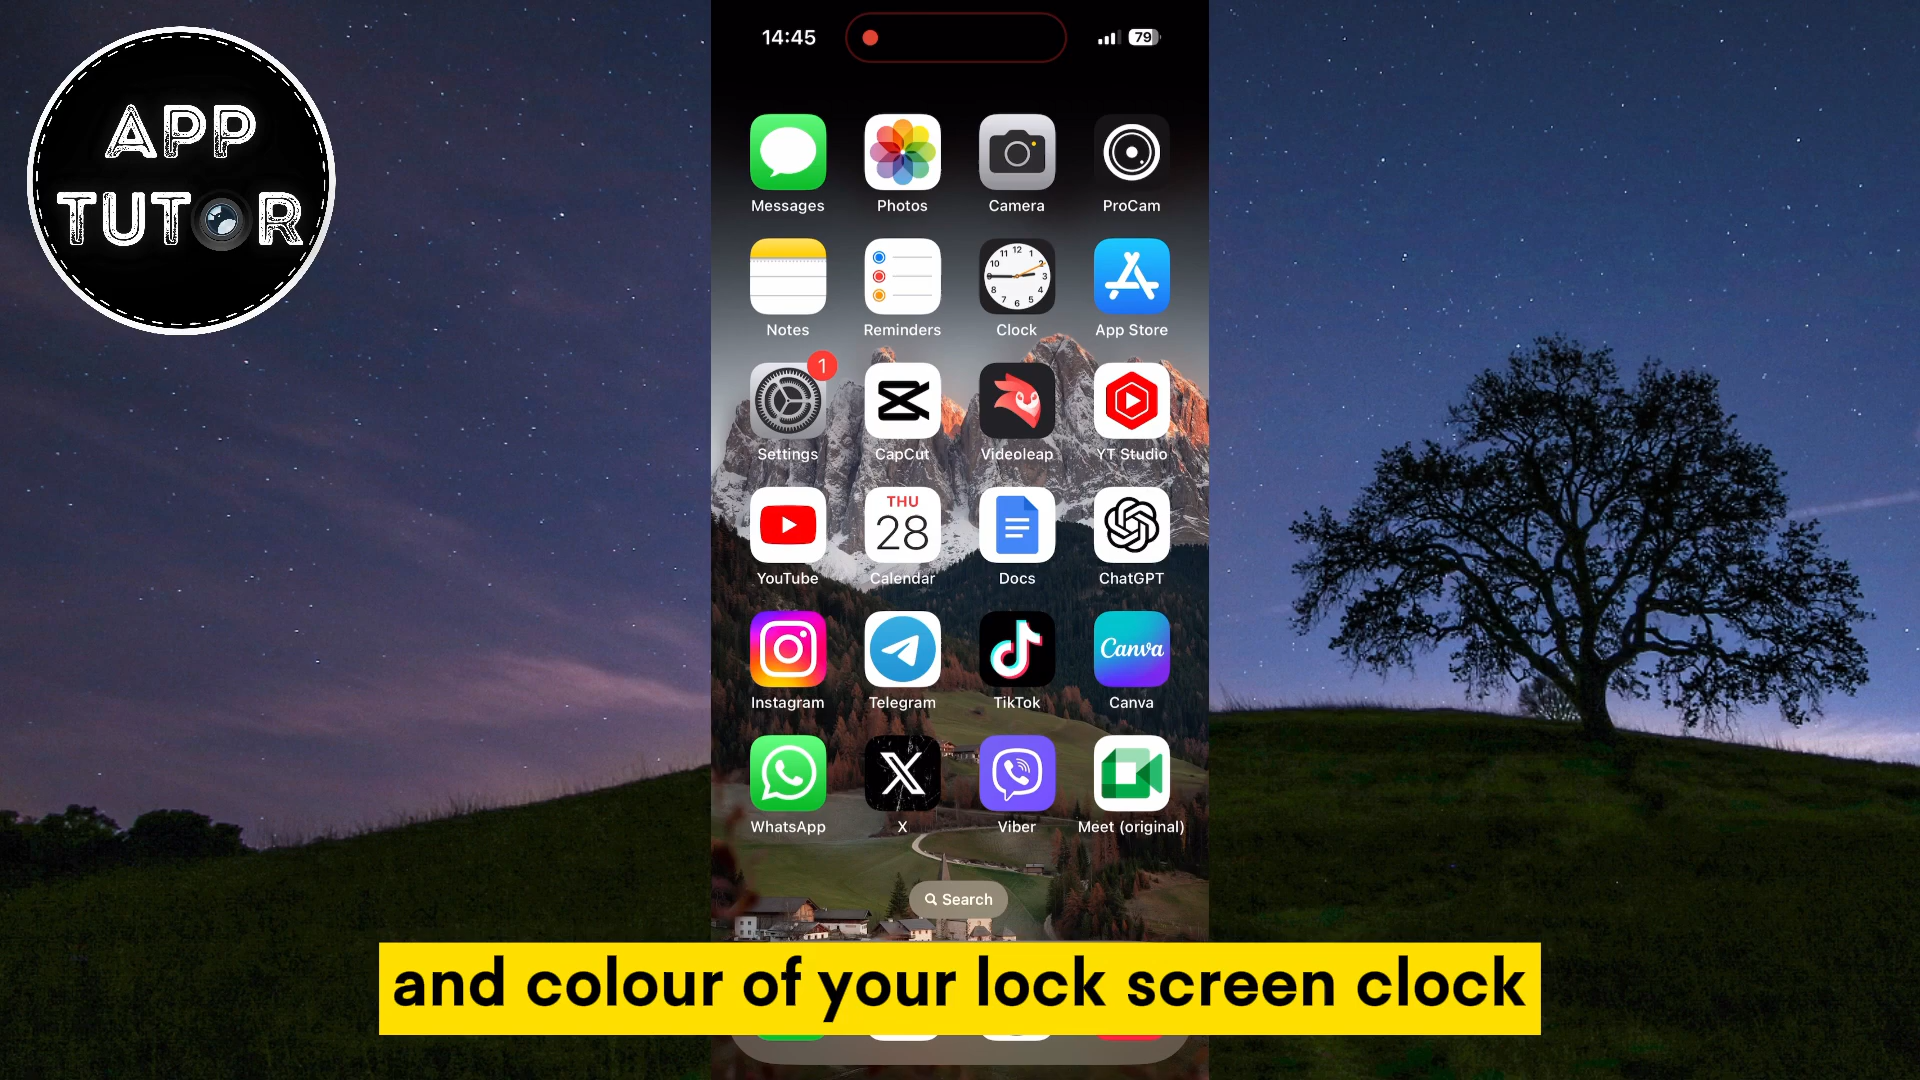 APP
TUTOR
14:45
79
Messages
Photos
Camera
ProCam
Notes
Reminders
Clock
App Store
1
Settings
CapCut
Videoleap
YT Studio
THU
28
YouTube
Calendar
Docs
ChatGPT
Canva
Instagram
Telegram
TikTok
Canva
WhatsApp
X
Viber
Meet (original)
Search
and colour of your lock screen clock